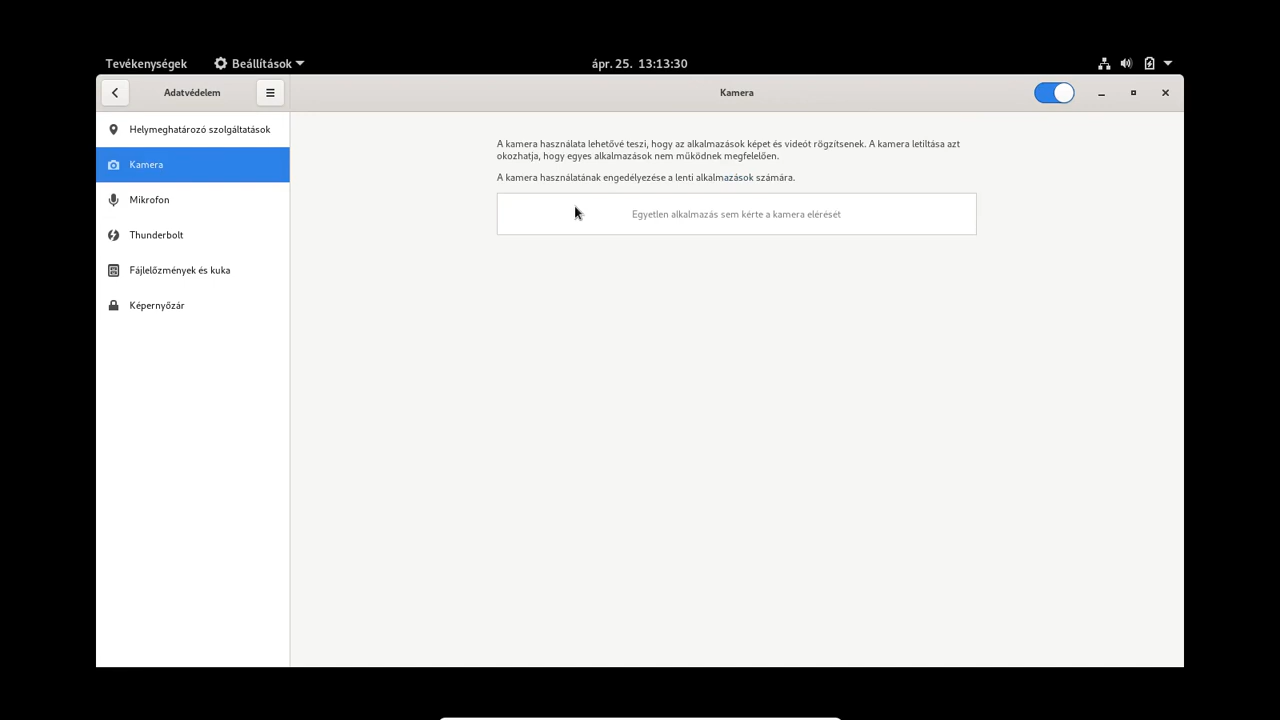 Tevékenységek
Beállítások
ápr. 25. 13:13:30
Adatvédelem
Kamera
Helymeghatározó szolgáltatások
Kamera
Mikrofon
Thunderbolt
Fájlelőzmények és kuka
Képernyőzár
A kamera használata lehetővé teszi, hogy az alkalmazások képet és videót rögzítsenek. A kamera letiltása azt
okozhatja, hogy egyes alkalmazások nem működnek megfelelően.
A kamera használatának engedélyezése a lenti alkalmazások számára.
Egyetlen alkalmazás sem kérte a kamera elérését